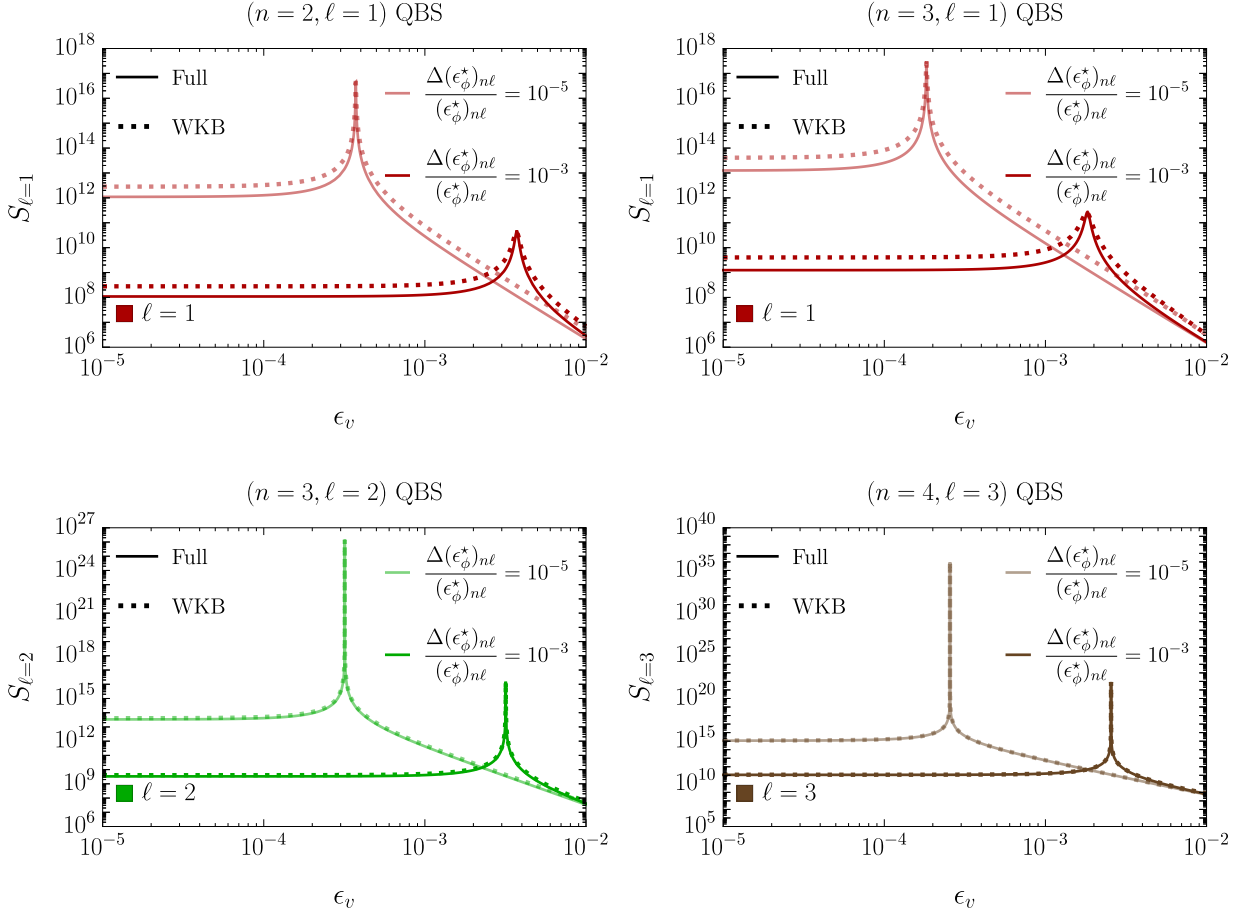 (n = 2, ℓ = 1) QBS
10^18
10^16
10^14
10^12
10^10
10^8
10^6
S_{ℓ=1}
Full
WKB
Δ(ϵ_ϕ^⋆)_{nℓ} / (ϵ_ϕ^⋆)_{nℓ} = 10^−5
Δ(ϵ_ϕ^⋆)_{nℓ} / (ϵ_ϕ^⋆)_{nℓ} = 10^−3
ℓ = 1
10^−5 10^−4 10^−3 10^−2
ϵ_v
(n = 3, ℓ = 1) QBS
10^18
10^16
10^14
10^12
10^10
10^8
10^6
S_{ℓ=1}
Full
WKB
Δ(ϵ_ϕ^⋆)_{nℓ} / (ϵ_ϕ^⋆)_{nℓ} = 10^−5
Δ(ϵ_ϕ^⋆)_{nℓ} / (ϵ_ϕ^⋆)_{nℓ} = 10^−3
ℓ = 1
10^−5 10^−4 10^−3 10^−2
ϵ_v
(n = 3, ℓ = 2) QBS
10^27
10^24
10^21
10^18
10^15
10^12
10^9
10^6
S_{ℓ=2}
Full
WKB
Δ(ϵ_ϕ^⋆)_{nℓ} / (ϵ_ϕ^⋆)_{nℓ} = 10^−5
Δ(ϵ_ϕ^⋆)_{nℓ} / (ϵ_ϕ^⋆)_{nℓ} = 10^−3
ℓ = 2
10^−5 10^−4 10^−3 10^−2
ϵ_v
(n = 4, ℓ = 3) QBS
10^40
10^35
10^30
10^25
10^20
10^15
10^10
10^5
S_{ℓ=3}
Full
WKB
Δ(ϵ_ϕ^⋆)_{nℓ} / (ϵ_ϕ^⋆)_{nℓ} = 10^−5
Δ(ϵ_ϕ^⋆)_{nℓ} / (ϵ_ϕ^⋆)_{nℓ} = 10^−3
ℓ = 3
10^−5 10^−4 10^−3 10^−2
ϵ_v